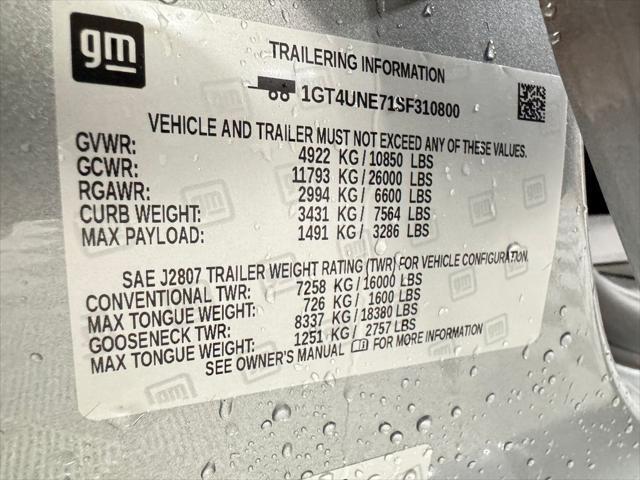 gm
TRAILERING INFORMATION
1GT4UNE71SF310800
VEHICLE AND TRAILER MUST NOT EXCEED ANY OF THESE VALUES.
GVWR: 4922 KG / 10850 LBS
GCWR: 11793 KG / 26000 LBS
RGAWR: 2994 KG / 6600 LBS
CURB WEIGHT: 3431 KG / 7564 LBS
MAX PAYLOAD: 1491 KG / 3286 LBS
SAE J2807 TRAILER WEIGHT RATING (TWR) FOR VEHICLE CONFIGURATION.
CONVENTIONAL TWR: 7258 KG / 16000 LBS
MAX TONGUE WEIGHT: 726 KG / 1600 LBS
GOOSENECK TWR: 8337 KG / 18380 LBS
MAX TONGUE WEIGHT: 1251 KG / 2757 LBS
SEE OWNER'S MANUAL FOR MORE INFORMATION